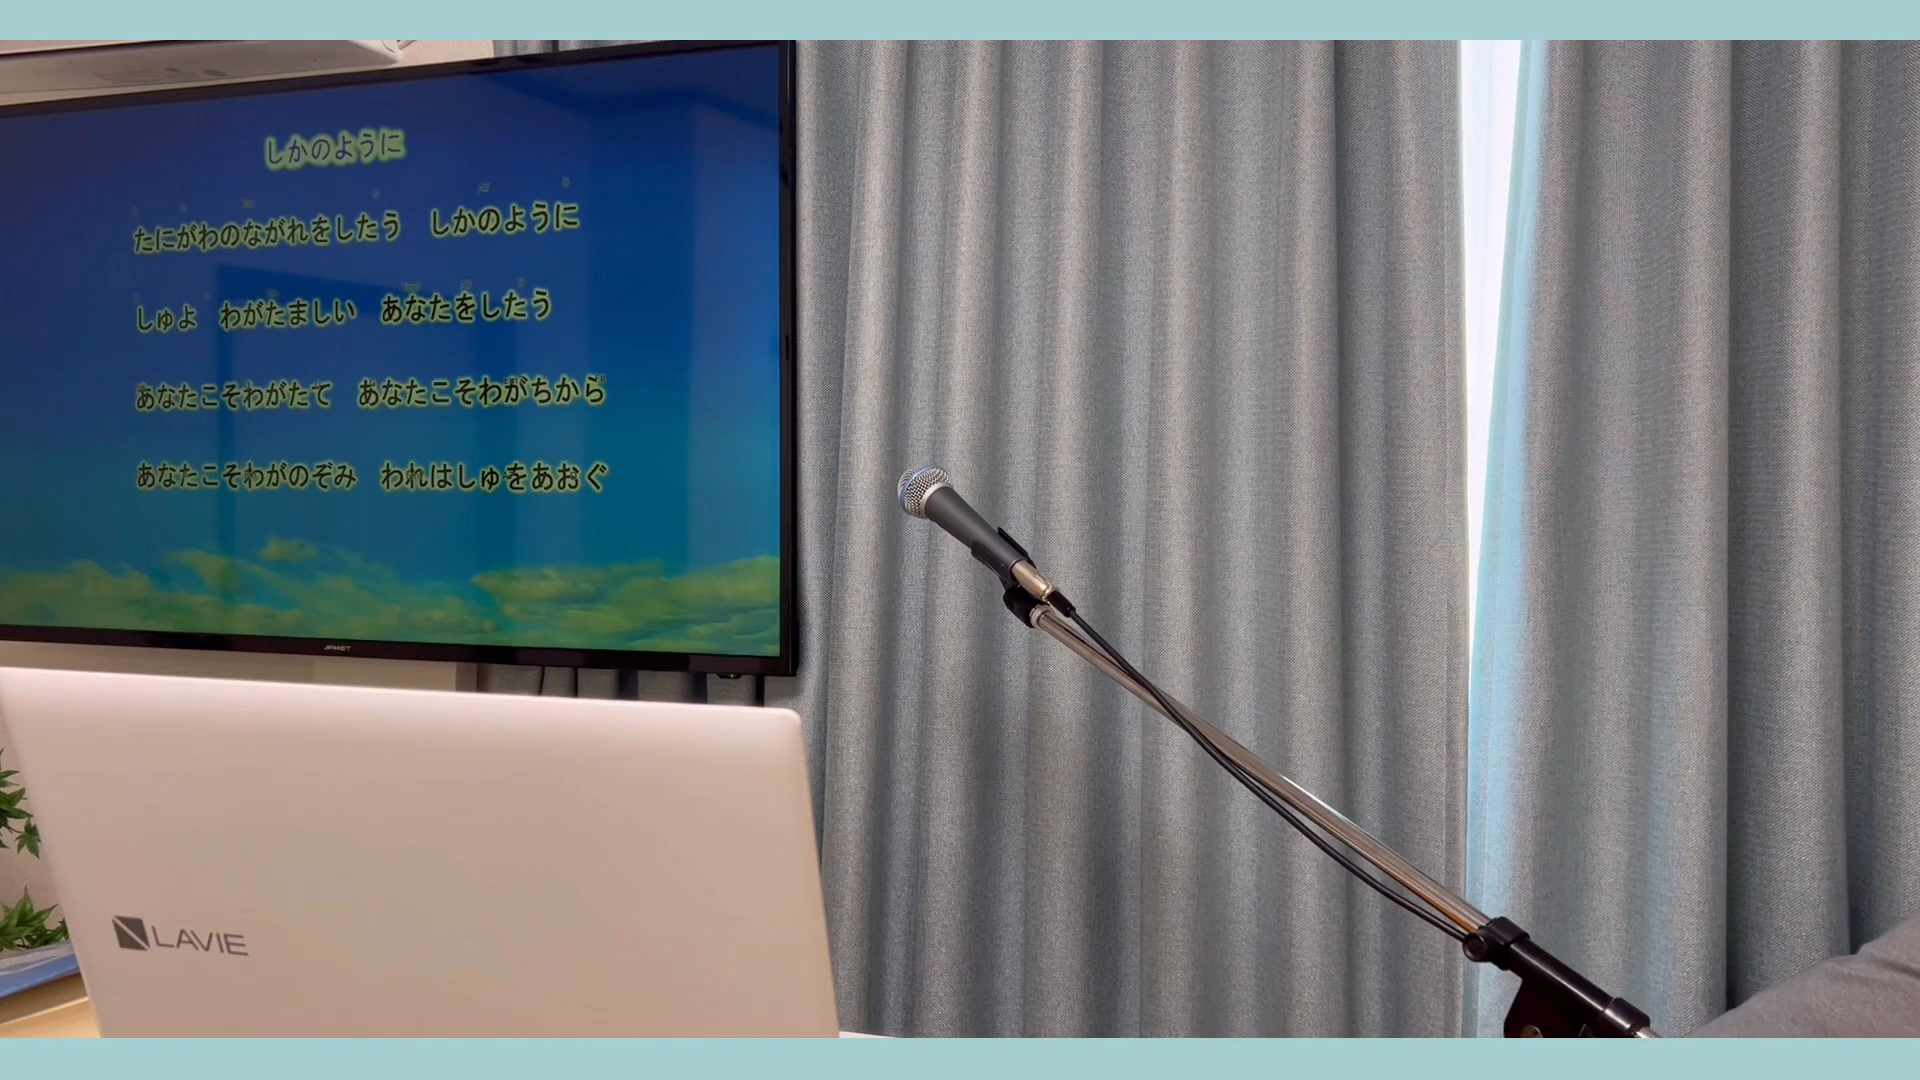 しかのように
たにがわのながれをしたう　しかのように
しゅよ　わがたましい　あなたをしたう
あなたこそわがたて　あなたこそわがちから
あなたこそわがのぞみ　われはしゅをあおぐ
LAVIE